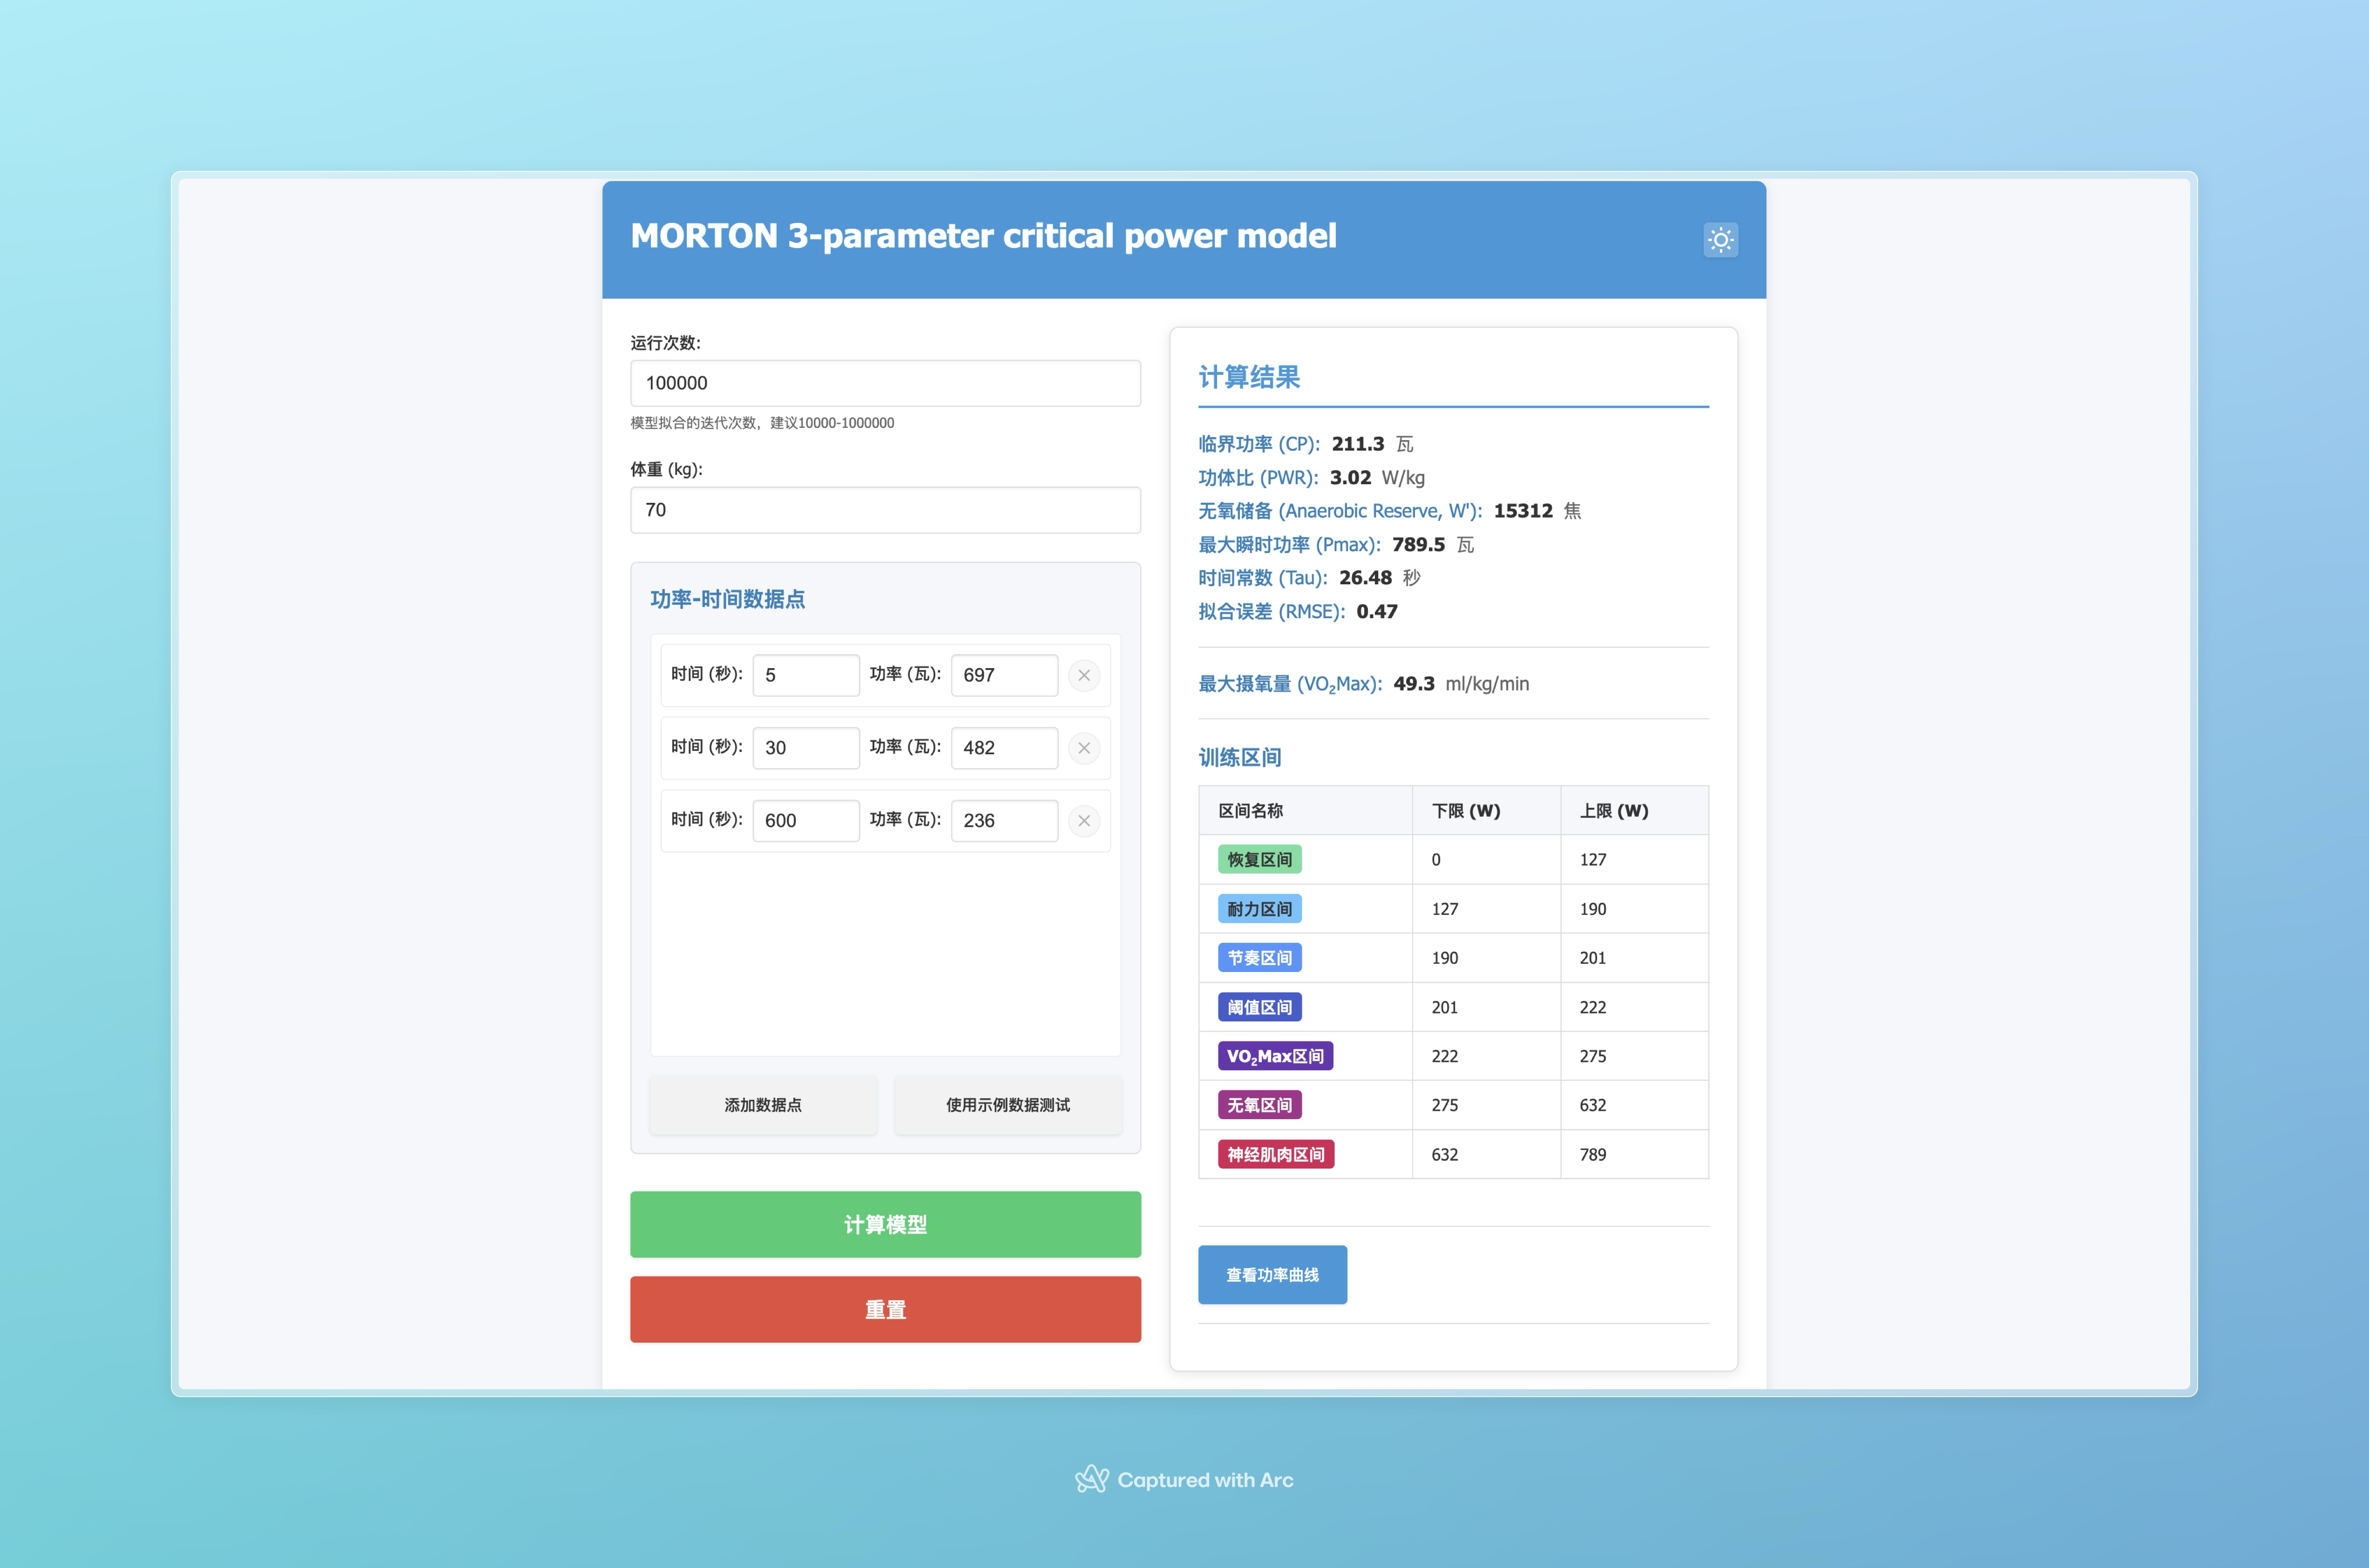 MORTON 3-parameter critical power model
运行次数:
100000
模型拟合的迭代次数，建议10000-1000000
体重 (kg):
70
功率-时间数据点
时间 (秒): 5 功率 (瓦): 697
时间 (秒): 30 功率 (瓦): 482
时间 (秒): 600 功率 (瓦): 236
添加数据点 使用示例数据测试
计算模型
重置
计算结果
临界功率 (CP): 211.3 瓦
功体比 (PWR): 3.02 W/kg
无氧储备 (Anaerobic Reserve, W'): 15312 焦
最大瞬时功率 (Pmax): 789.5 瓦
时间常数 (Tau): 26.48 秒
拟合误差 (RMSE): 0.47
最大摄氧量 (VO₂Max): 49.3 ml/kg/min
训练区间
区间名称 下限 (W) 上限 (W)
恢复区间 0 127
耐力区间 127 190
节奏区间 190 201
阈值区间 201 222
VO₂Max区间 222 275
无氧区间 275 632
神经肌肉区间 632 789
查看功率曲线
Captured with Arc